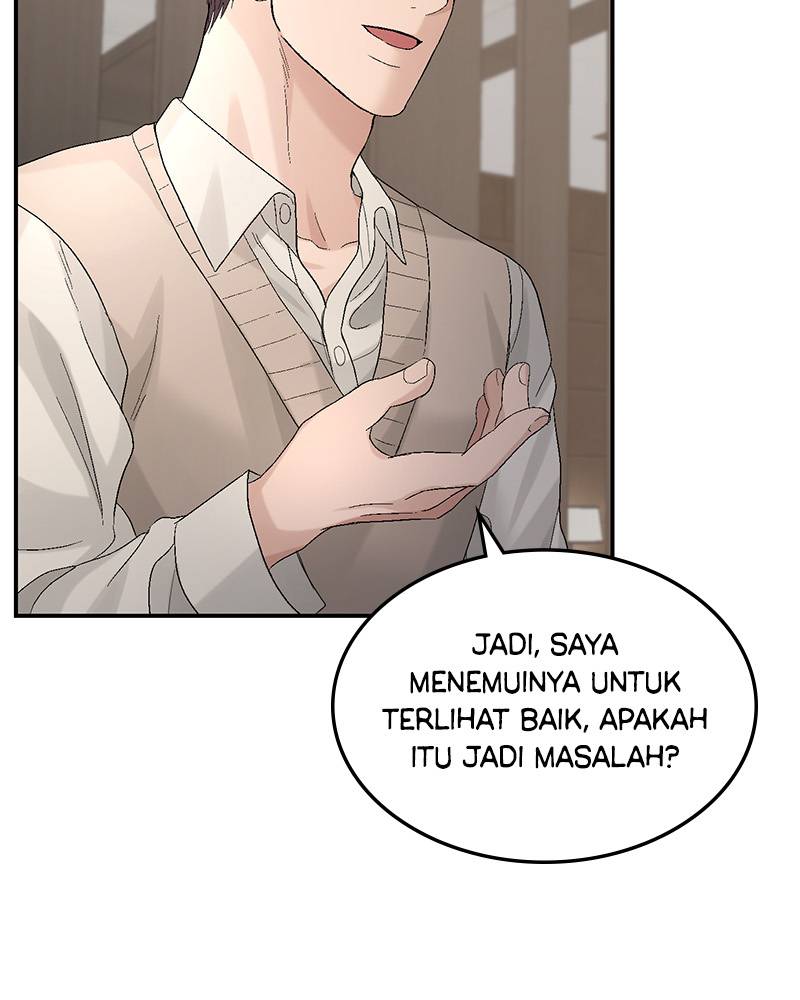 JADI, SAYA
MENEMUINYA UNTUK
TERLIHAT BAIK, APAKAH
ITU JADI MASALAH?